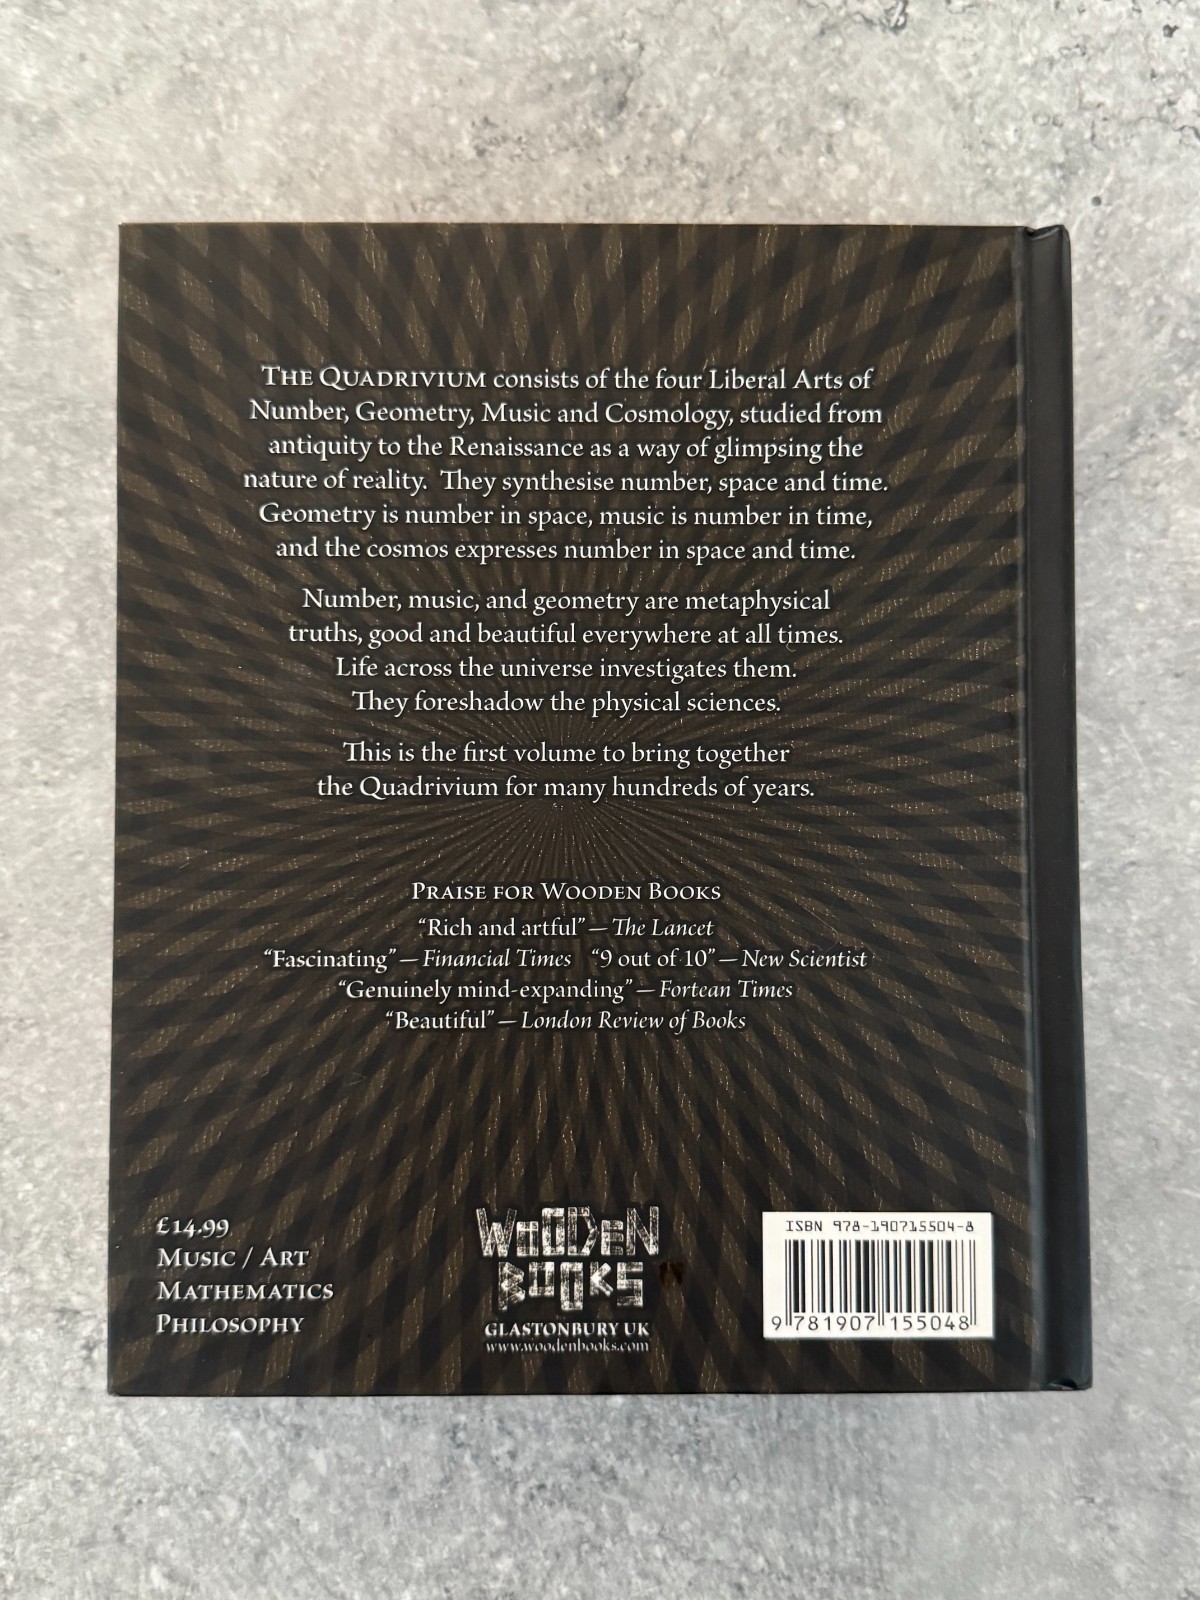 THE QUADRIVIUM consists of the four Liberal Arts of
Number, Geometry, Music and Cosmology, studied from
antiquity to the Renaissance as a way of glimpsing the
nature of reality. They synthesise number, space and time.
Geometry is number in space, music is number in time,
and the cosmos expresses number in space and time.
Number, music, and geometry are metaphysical
truths, good and beautiful everywhere at all times.
Life across the universe investigates them.
They foreshadow the physical sciences.
This is the first volume to bring together
the Quadrivium for many hundreds of years.
PRAISE FOR WOODEN BOOKS
“Rich and artful” — The Lancet
“Fascinating” — Financial Times “9 out of 10” — New Scientist
“Genuinely mind-expanding” — Fortean Times
“Beautiful” — London Review of Books
£14.99
MUSIC / ART
MATHEMATICS
PHILOSOPHY
WOODEN
BOOKS
GLASTONBURY UK
www.woodenbooks.com
ISBN 978-190715504-8
9 781907 155048